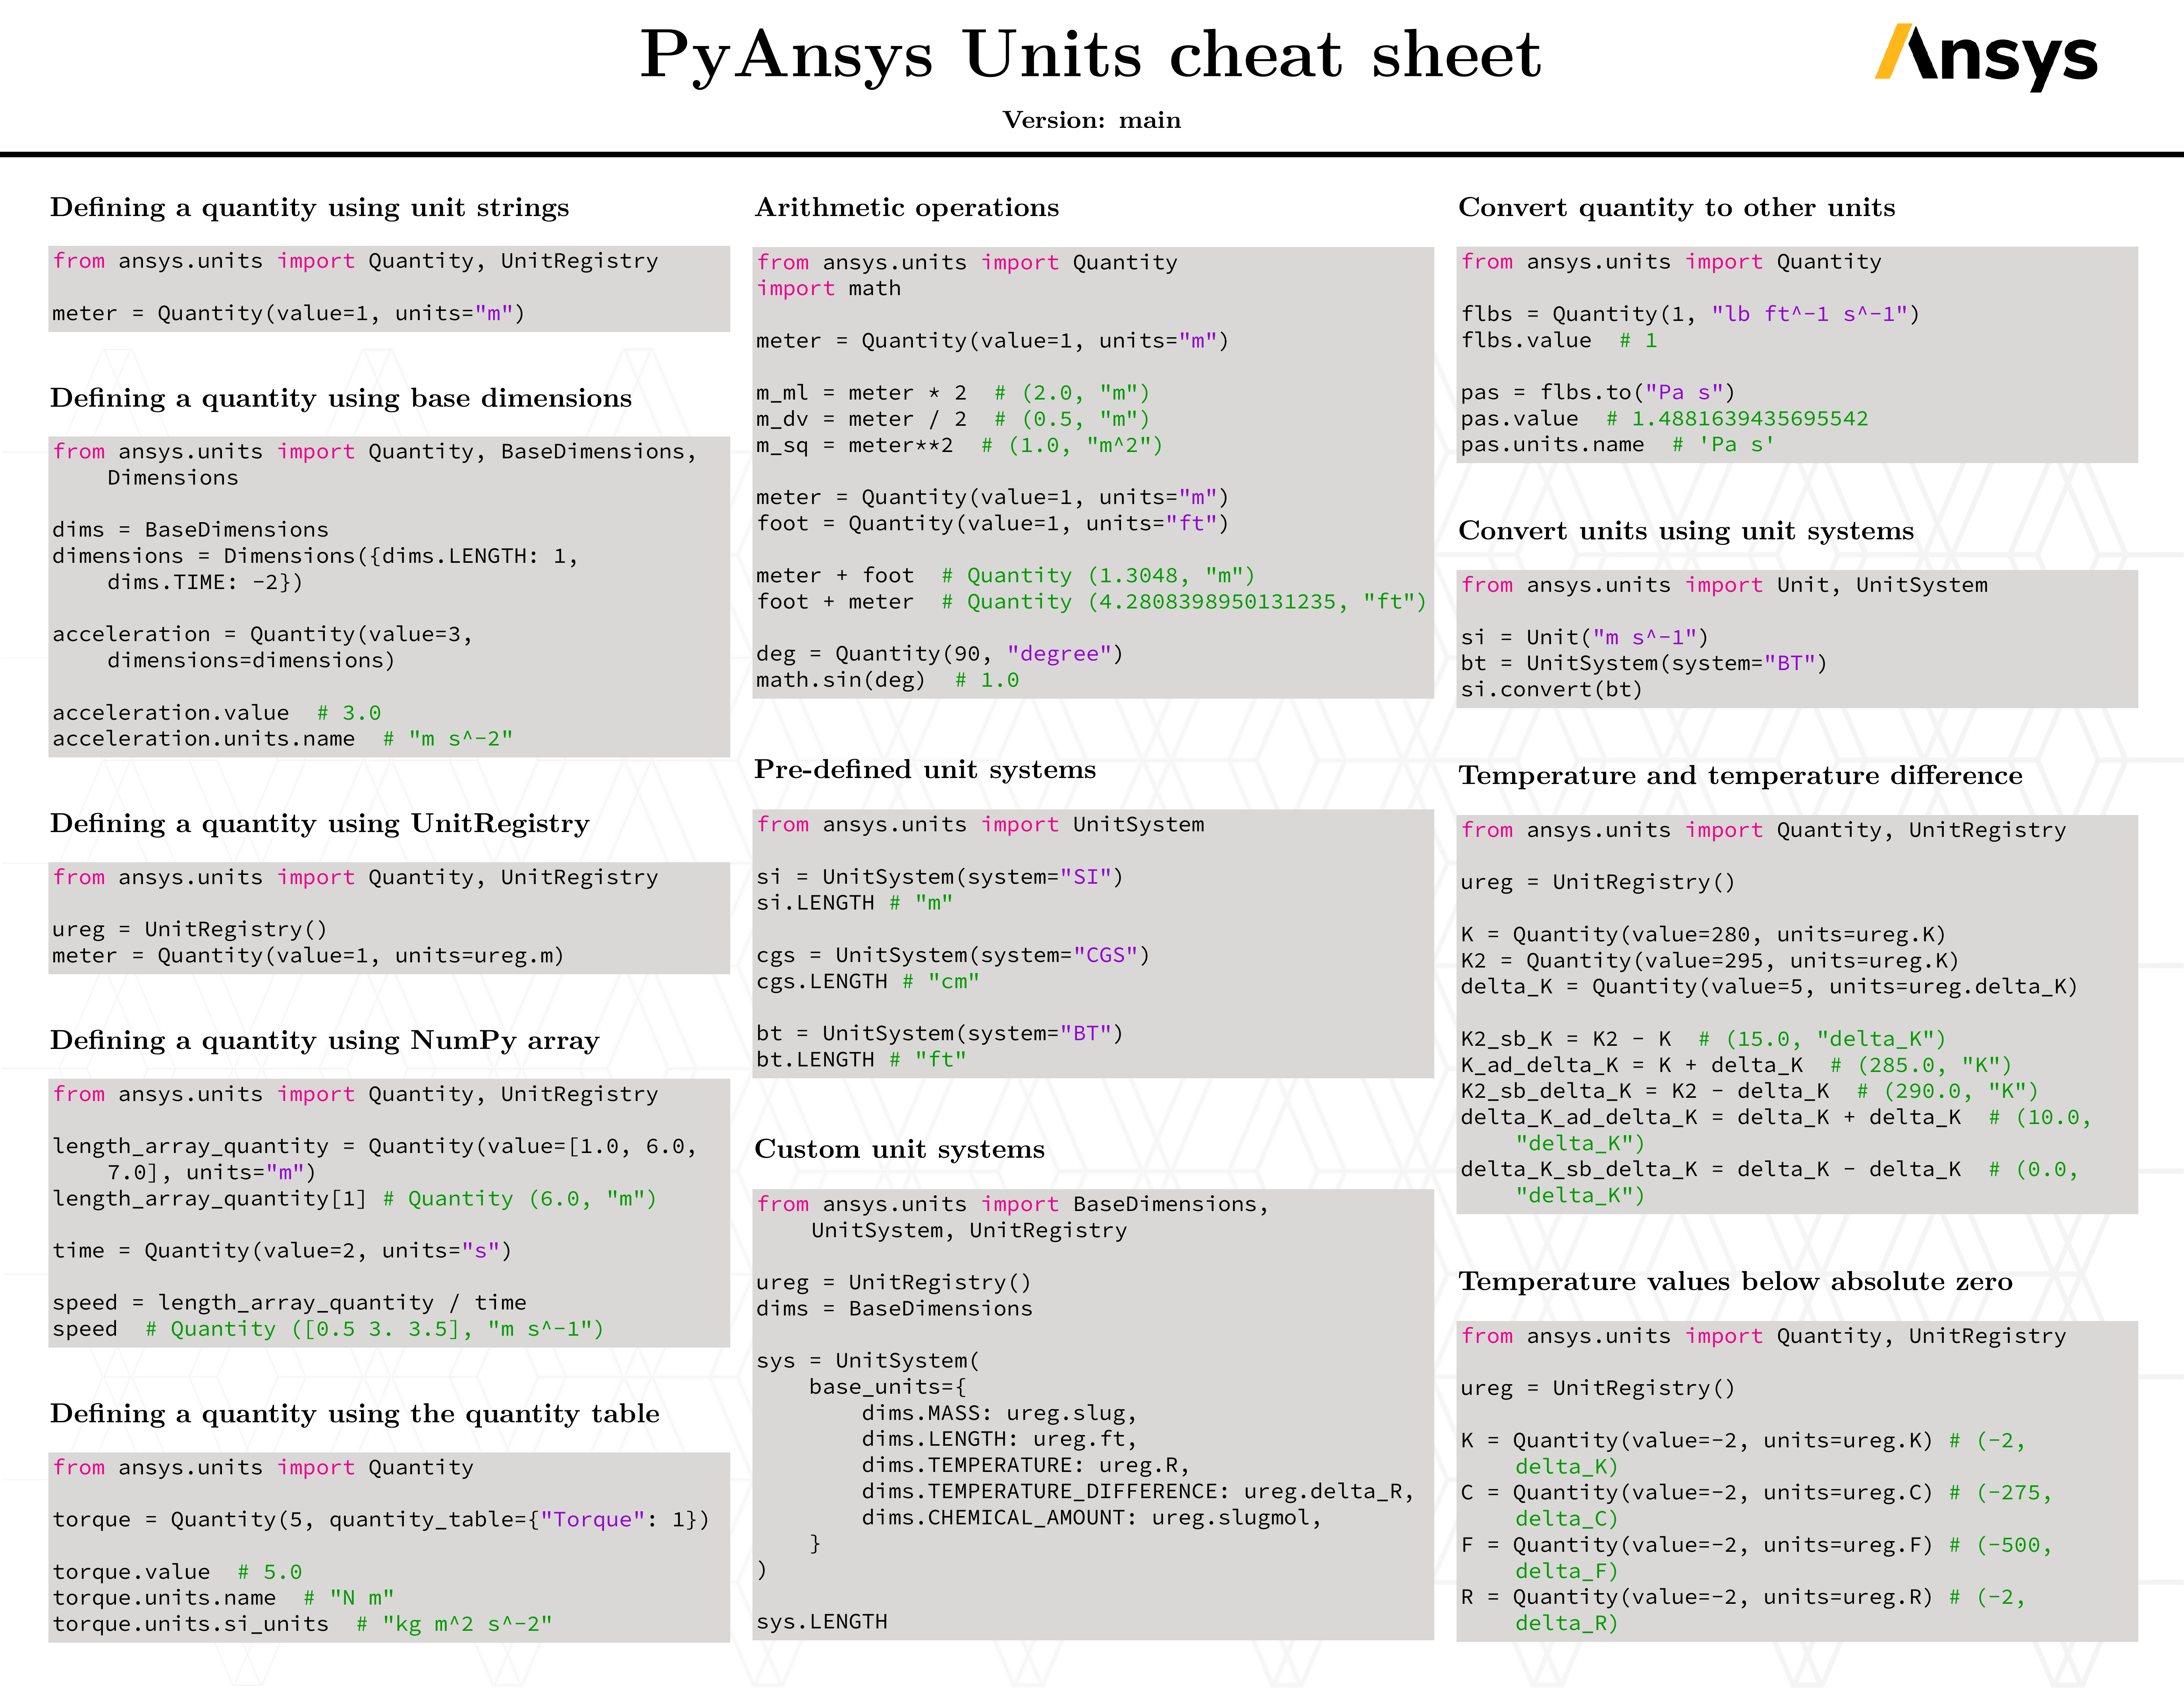 PyAnsys Units cheat sheet
Ansys
Version: main
Defining a quantity using unit strings
from ansys.units import Quantity, UnitRegistry
meter = Quantity(value=1, units="m")
Defining a quantity using base dimensions
from ansys.units import Quantity, BaseDimensions,
Dimensions
dims = BaseDimensions
dimensions = Dimensions({dims.LENGTH: 1,
dims.TIME: -2})
acceleration = Quantity(value=3,
dimensions=dimensions)
acceleration.value  # 3.0
acceleration.units.name  # "m s^-2"
Defining a quantity using UnitRegistry
from ansys.units import Quantity, UnitRegistry
ureg = UnitRegistry()
meter = Quantity(value=1, units=ureg.m)
Defining a quantity using NumPy array
from ansys.units import Quantity, UnitRegistry
length_array_quantity = Quantity(value=[1.0, 6.0,
7.0], units="m")
length_array_quantity[1] # Quantity (6.0, "m")
time = Quantity(value=2, units="s")
speed = length_array_quantity / time
speed  # Quantity ([0.5 3. 3.5], "m s^-1")
Defining a quantity using the quantity table
from ansys.units import Quantity
torque = Quantity(5, quantity_table={"Torque": 1})
torque.value  # 5.0
torque.units.name  # "N m"
torque.units.si_units  # "kg m^2 s^-2"
Arithmetic operations
from ansys.units import Quantity
import math
meter = Quantity(value=1, units="m")
m_ml = meter * 2  # (2.0, "m")
m_dv = meter / 2  # (0.5, "m")
m_sq = meter**2  # (1.0, "m^2")
meter = Quantity(value=1, units="m")
foot = Quantity(value=1, units="ft")
meter + foot  # Quantity (1.3048, "m")
foot + meter  # Quantity (4.2808398950131235, "ft")
deg = Quantity(90, "degree")
math.sin(deg)  # 1.0
Pre-defined unit systems
from ansys.units import UnitSystem
si = UnitSystem(system="SI")
si.LENGTH # "m"
cgs = UnitSystem(system="CGS")
cgs.LENGTH # "cm"
bt = UnitSystem(system="BT")
bt.LENGTH # "ft"
Custom unit systems
from ansys.units import BaseDimensions,
UnitSystem, UnitRegistry
ureg = UnitRegistry()
dims = BaseDimensions
sys = UnitSystem(
base_units={
dims.MASS: ureg.slug,
dims.LENGTH: ureg.ft,
dims.TEMPERATURE: ureg.R,
dims.TEMPERATURE_DIFFERENCE: ureg.delta_R,
dims.CHEMICAL_AMOUNT: ureg.slugmol,
}
)
sys.LENGTH
Convert quantity to other units
from ansys.units import Quantity
flbs = Quantity(1, "lb ft^-1 s^-1")
flbs.value  # 1
pas = flbs.to("Pa s")
pas.value  # 1.4881639435695542
pas.units.name  # 'Pa s'
Convert units using unit systems
from ansys.units import Unit, UnitSystem
si = Unit("m s^-1")
bt = UnitSystem(system="BT")
si.convert(bt)
Temperature and temperature difference
from ansys.units import Quantity, UnitRegistry
ureg = UnitRegistry()
K = Quantity(value=280, units=ureg.K)
K2 = Quantity(value=295, units=ureg.K)
delta_K = Quantity(value=5, units=ureg.delta_K)
K2_sb_K = K2 - K  # (15.0, "delta_K")
K_ad_delta_K = K + delta_K  # (285.0, "K")
K2_sb_delta_K = K2 - delta_K  # (290.0, "K")
delta_K_ad_delta_K = delta_K + delta_K  # (10.0,
"delta_K")
delta_K_sb_delta_K = delta_K - delta_K  # (0.0,
"delta_K")
Temperature values below absolute zero
from ansys.units import Quantity, UnitRegistry
ureg = UnitRegistry()
K = Quantity(value=-2, units=ureg.K) # (-2,
delta_K)
C = Quantity(value=-2, units=ureg.C) # (-275,
delta_C)
F = Quantity(value=-2, units=ureg.F) # (-500,
delta_F)
R = Quantity(value=-2, units=ureg.R) # (-2,
delta_R)